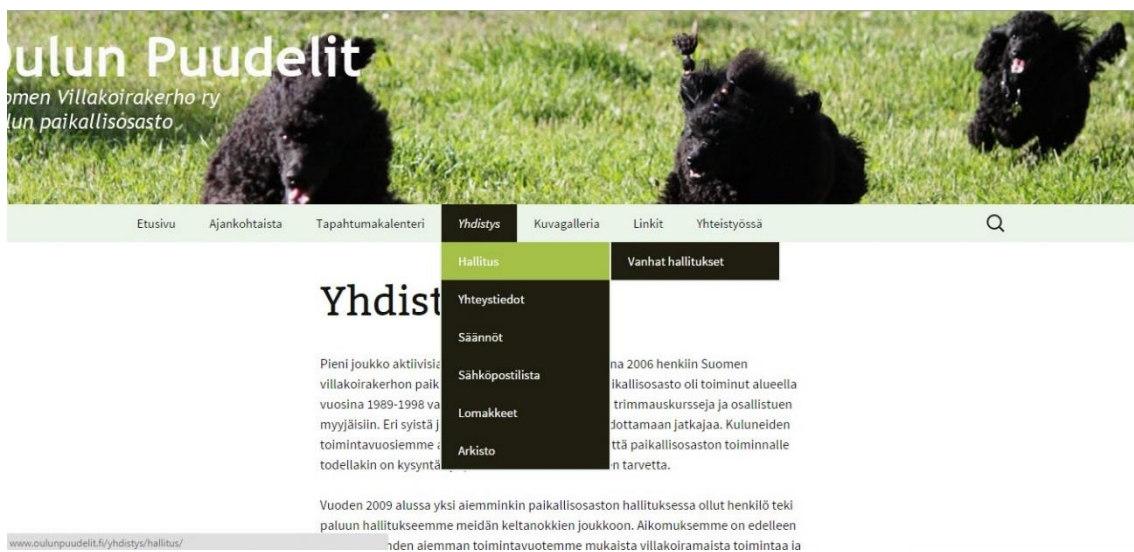 ulun Puudelit
omen Villakoirakerho ry
lun paikallisosasto
Etusivu Ajankohtaista Tapahtumakalenteri Yhdistys Kuvagalleria Linkit Yhteistyössä
Hallitus Vanhat hallitukset
Yhdist
Yhteystiedot
Säännöt
Pieni joukko aktiivisia na 2006 henkiin Suomen
Sähköpostilista
villakoirakerhon paik ikallisosasto oli toiminut alueella
vuosina 1989-1998 va trimmauskursseja ja osallistuen
Lomakkeet
myyjäisiin. Eri syistä j dottamaan jatkajaa. Kuluneiden
toimintavuosiemme ttä paikallisosaston toiminnalle
Arkisto
todellakin on kysyntä en tarvetta.
Vuoden 2009 alussa yksi aiemminkin paikallisosaston hallituksessa ollut henkilö teki
paluun hallitukseemme meidän keltanokkien joukkoon. Aikomuksemme on edelleen
hden aiemman toimintavuotemme mukaista villakoiramaista toimintaa ja
www.oulunpuudelit.fi/yhdistys/hallitus/